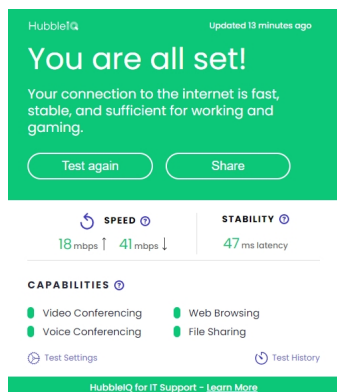 HubbleIQ
Updated 13 minutes ago
You are all set!
Your connection to the internet is fast,
stable, and sufficient for working and
gaming.
Test again
Share
SPEED ?
STABILITY ?
18 mbps ↑ 41 mbps ↓
47 ms latency
CAPABILITIES ?
Video Conferencing
Web Browsing
Voice Conferencing
File Sharing
Test Settings
Test History
HubbleIQ for IT Support - Learn More